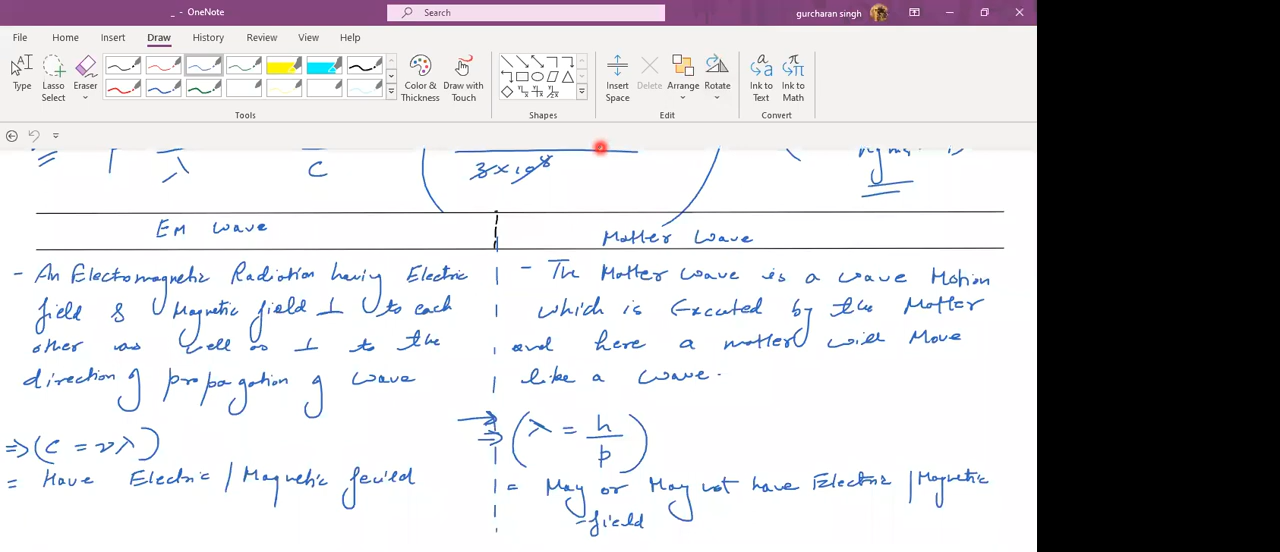 _ - OneNote
Search
gurcharan singh
File Home Insert Draw History Review View Help
Type
Lasso Select
Eraser
Color & Thickness
Draw with Touch
Insert Space
Delete
Arrange
Rotate
Ink to Text
Ink to Math
Tools
Shapes
Edit
Convert
λ
C
3×10⁸
EM wave
Matter Wave
- An Electromagnetic Radiation having Electric
field & Magnetic field ⊥ to each
other as well as ⊥ to the
direction of propagation of wave
⇒ (C = νλ)
= Have Electric / Magnetic feild
- The Matter wave is a wave Motion
which is Excuted by the Matter
and here a matter will Move
like a wave.
⇒ (λ = h/p)
= May or May not have Electric / Magnetic
- field